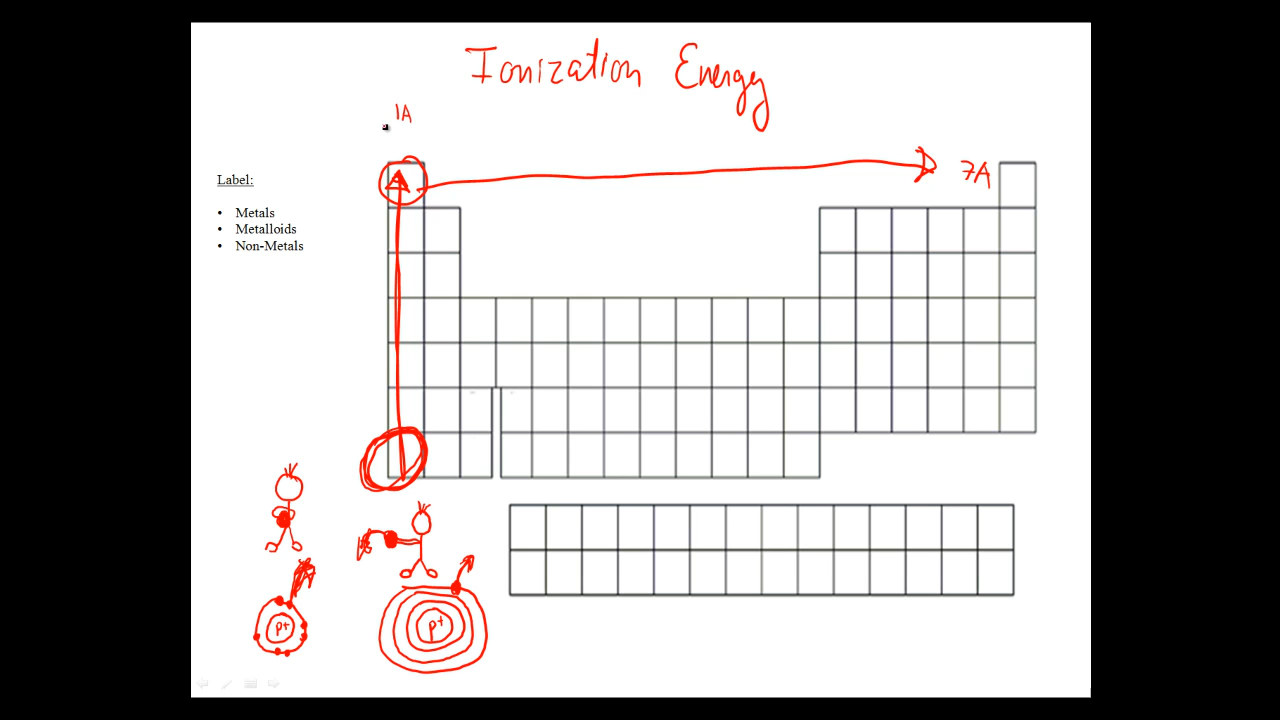 Ionization Energy
1A
7A
Label:
• Metals
• Metalloids
• Non-Metals
p+
p+